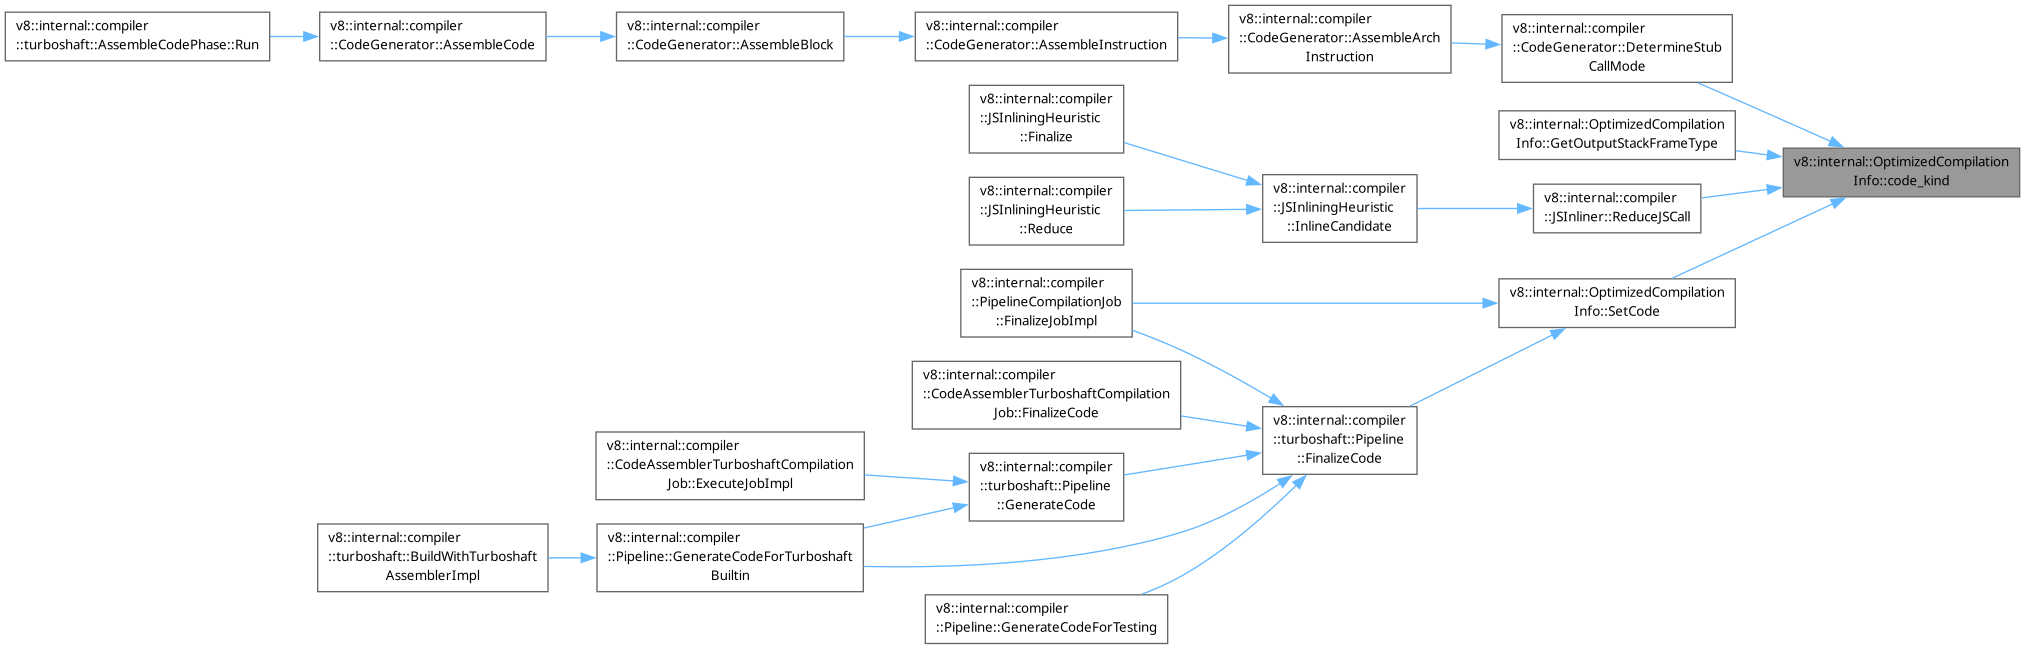 v8::internal::compiler
::turboshaft::AssembleCodePhase::Run
v8::internal::compiler
::CodeGenerator::AssembleCode
v8::internal::compiler
::CodeGenerator::AssembleBlock
v8::internal::compiler
::CodeGenerator::AssembleInstruction
v8::internal::compiler
::CodeGenerator::AssembleArch
Instruction
v8::internal::compiler
::CodeGenerator::DetermineStub
CallMode
v8::internal::compiler
::JSInliningHeuristic
::Finalize
v8::internal::OptimizedCompilation
Info::GetOutputStackFrameType
v8::internal::OptimizedCompilation
Info::code_kind
v8::internal::compiler
::JSInliningHeuristic
::Reduce
v8::internal::compiler
::JSInliningHeuristic
::InlineCandidate
v8::internal::compiler
::JSInliner::ReduceJSCall
v8::internal::compiler
::PipelineCompilationJob
::FinalizeJobImpl
v8::internal::OptimizedCompilation
Info::SetCode
v8::internal::compiler
::CodeAssemblerTurboshaftCompilation
Job::FinalizeCode
v8::internal::compiler
::turboshaft::Pipeline
::FinalizeCode
v8::internal::compiler
::CodeAssemblerTurboshaftCompilation
Job::ExecuteJobImpl
v8::internal::compiler
::turboshaft::Pipeline
::GenerateCode
v8::internal::compiler
::turboshaft::BuildWithTurboshaft
AssemblerImpl
v8::internal::compiler
::Pipeline::GenerateCodeForTurboshaft
Builtin
v8::internal::compiler
::Pipeline::GenerateCodeForTesting